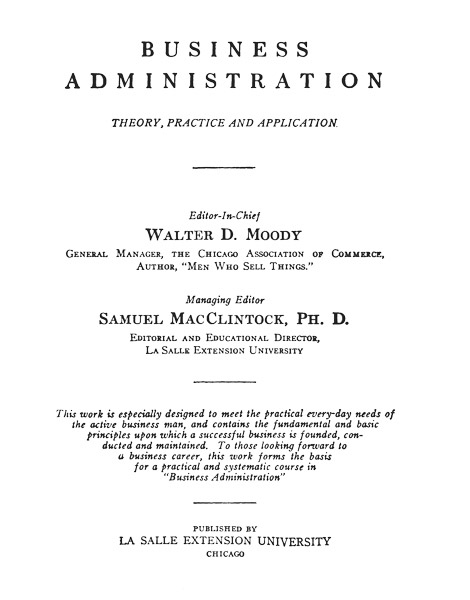 BUSINESS
ADMINISTRATION
THEORY, PRACTICE AND APPLICATION.
Editor-In-Chief
WALTER D. MOODY
GENERAL MANAGER, THE CHICAGO ASSOCIATION OF COMMERCE,
AUTHOR, "MEN WHO SELL THINGS."
Managing Editor
SAMUEL MACCLINTOCK, PH. D.
EDITORIAL AND EDUCATIONAL DIRECTOR,
LA SALLE EXTENSION UNIVERSITY
This work is especially designed to meet the practical every-day needs of
the active business man, and contains the fundamental and basic
principles upon which a successful business is founded, con-
ducted and maintained. To those looking forward to
a business career, this work forms the basis
for a practical and systematic course in
"Business Administration"
PUBLISHED BY
LA SALLE EXTENSION UNIVERSITY
CHICAGO